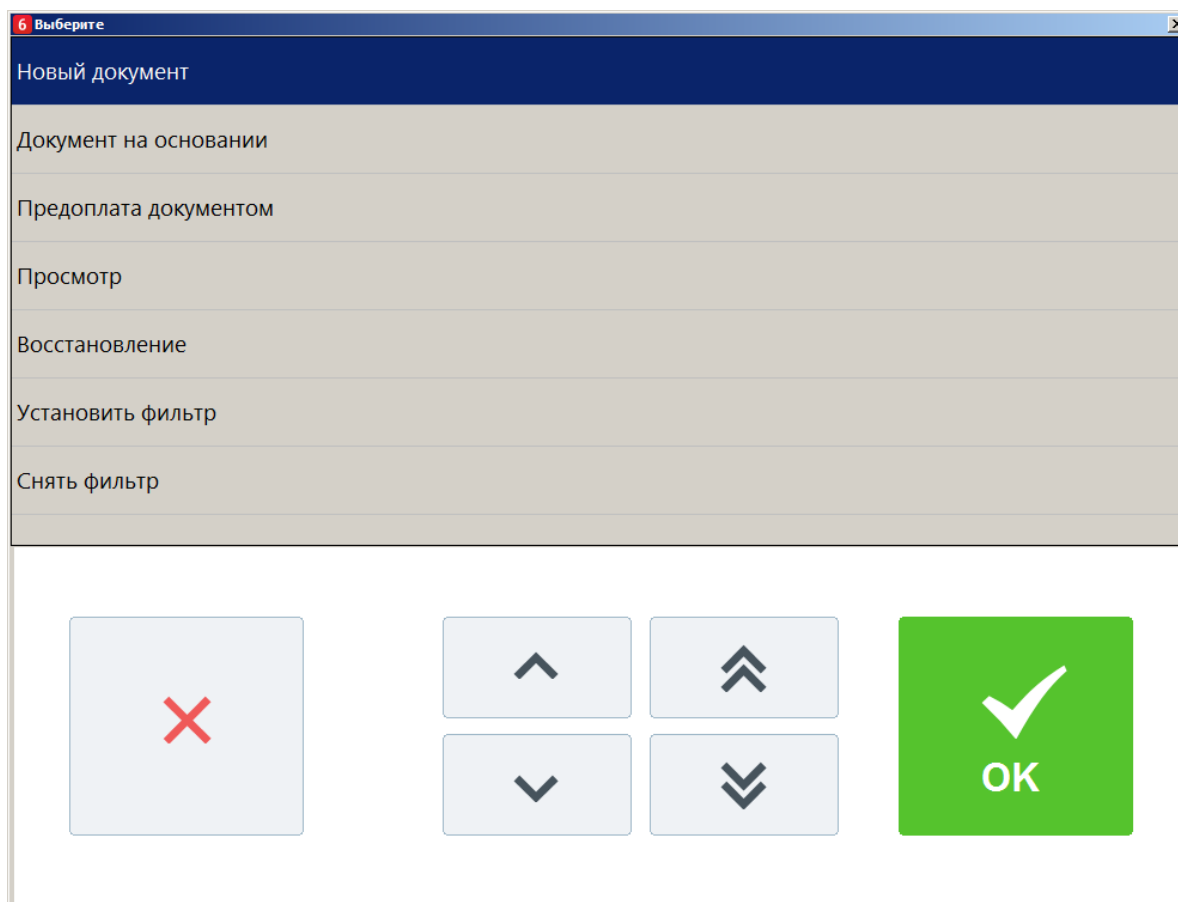 6 Выберите
Новый документ
Документ на основании
Предоплата документом
Просмотр
Восстановление
Установить фильтр
Снять фильтр
OK